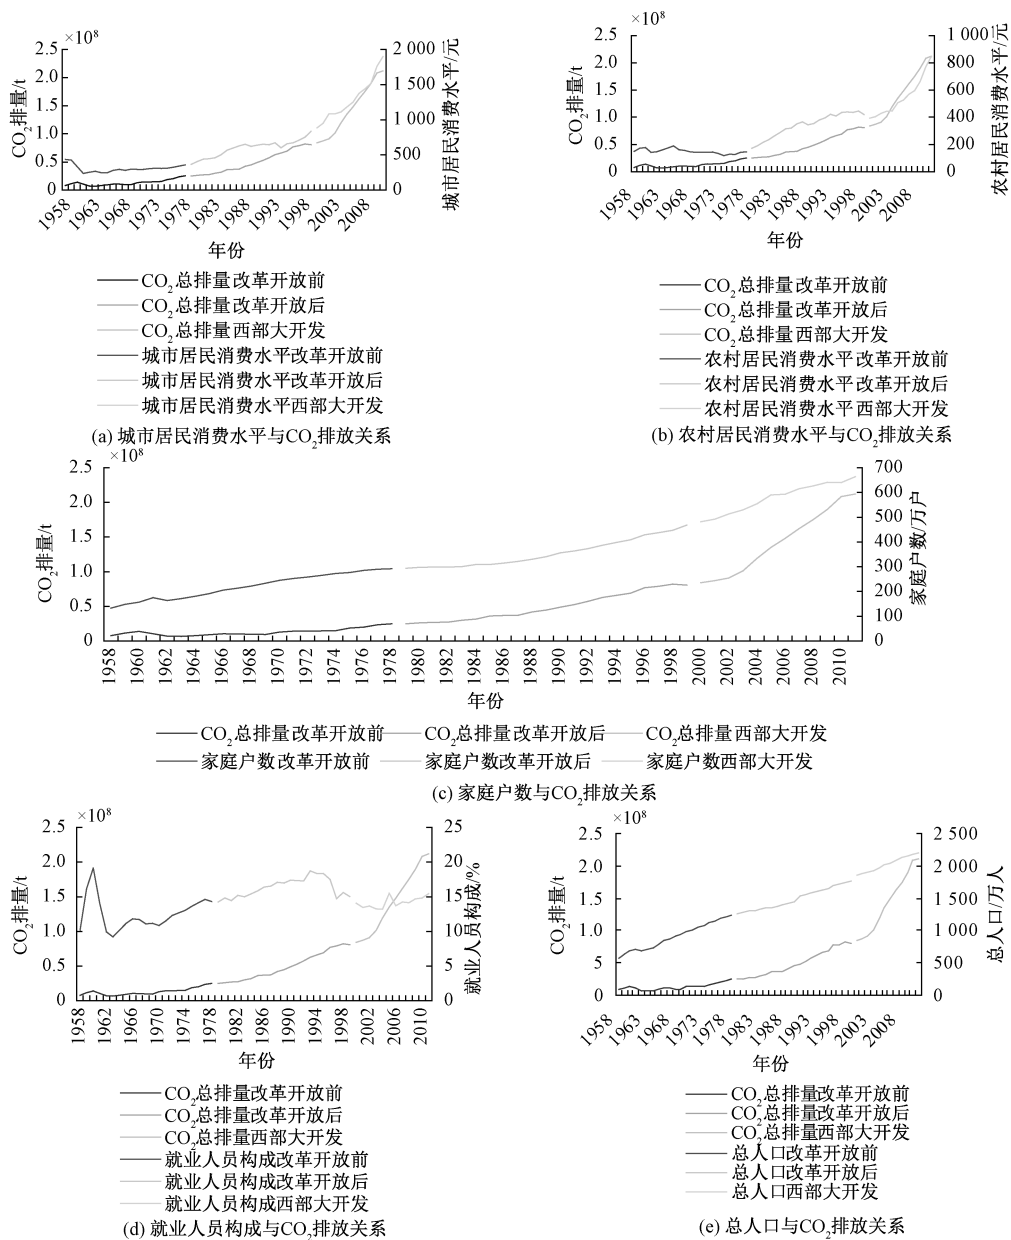 ×10⁸
CO₂排量/t
2.5
2.0
1.5
1.0
0.5
0
2 000
1 500
1 000
500
0
城市居民消费水平/元
1958
1963
1968
1973
1978
1983
1988
1993
1998
2003
2008
年份
CO₂总排量改革开放前
CO₂总排量改革开放后
CO₂总排量西部大开发
城市居民消费水平改革开放前
城市居民消费水平改革开放后
城市居民消费水平西部大开发
(a) 城市居民消费水平与CO₂排放关系
×10⁸
CO₂排量/t
2.5
2.0
1.5
1.0
5
0
1 000
800
600
400
200
0
农村居民消费水平/元
1958
1963
1968
1973
1978
1983
1988
1993
1998
2003
2008
年份
CO₂总排量改革开放前
CO₂总排量改革开放后
CO₂总排量西部大开发
农村居民消费水平改革开放前
农村居民消费水平改革开放后
农村居民消费水平西部大开发
(b) 农村居民消费水平与CO₂排放关系
×10⁸
CO₂排量/t
2.5
2.0
1.5
1.0
0.5
0
700
600
500
400
300
200
100
0
家庭户数/万户
1958
1960
1962
1964
1966
1968
1970
1972
1974
1976
1978
1980
1982
1984
1986
1988
1990
1992
1994
1996
1998
2000
2002
2004
2006
2008
2010
年份
CO₂总排量改革开放前
CO₂总排量改革开放后
CO₂总排量西部大开发
家庭户数改革开放前
家庭户数改革开放后
家庭户数西部大开发
(c) 家庭户数与CO₂排放关系
×10⁸
CO₂排量/t
2.5
2.0
1.5
1.0
0.5
0
25
20
15
10
5
0
就业人员构成/%
1958
1962
1966
1970
1974
1978
1982
1986
1990
1994
1998
2002
2006
2010
年份
CO₂总排量改革开放前
CO₂总排量改革开放后
CO₂总排量西部大开发
就业人员构成改革开放前
就业人员构成改革开放后
就业人员构成西部大开发
(d) 就业人员构成与CO₂排放关系
×10⁸
CO₂排量/t
2.5
2.0
1.5
1.0
5
0
2 500
2 000
1 500
1 000
500
0
总人口/万人
1958
1963
1968
1973
1978
1983
1988
1993
1998
2003
2008
年份
CO₂总排量改革开放前
CO₂总排量改革开放后
CO₂总排量西部大开发
总人口改革开放前
总人口改革开放后
总人口西部大开发
(e) 总人口与CO₂排放关系